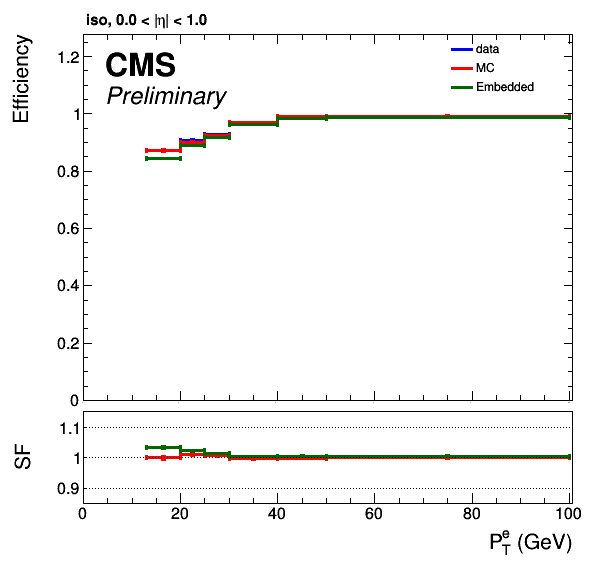 iso, 0.0 < |η| < 1.0
Efficiency
CMS
Preliminary
data
MC
Embedded
1.2
1
0.8
0.6
0.4
0.2
0
SF
1.1
1
0.9
0 20 40 60 80 100
P_T^e (GeV)